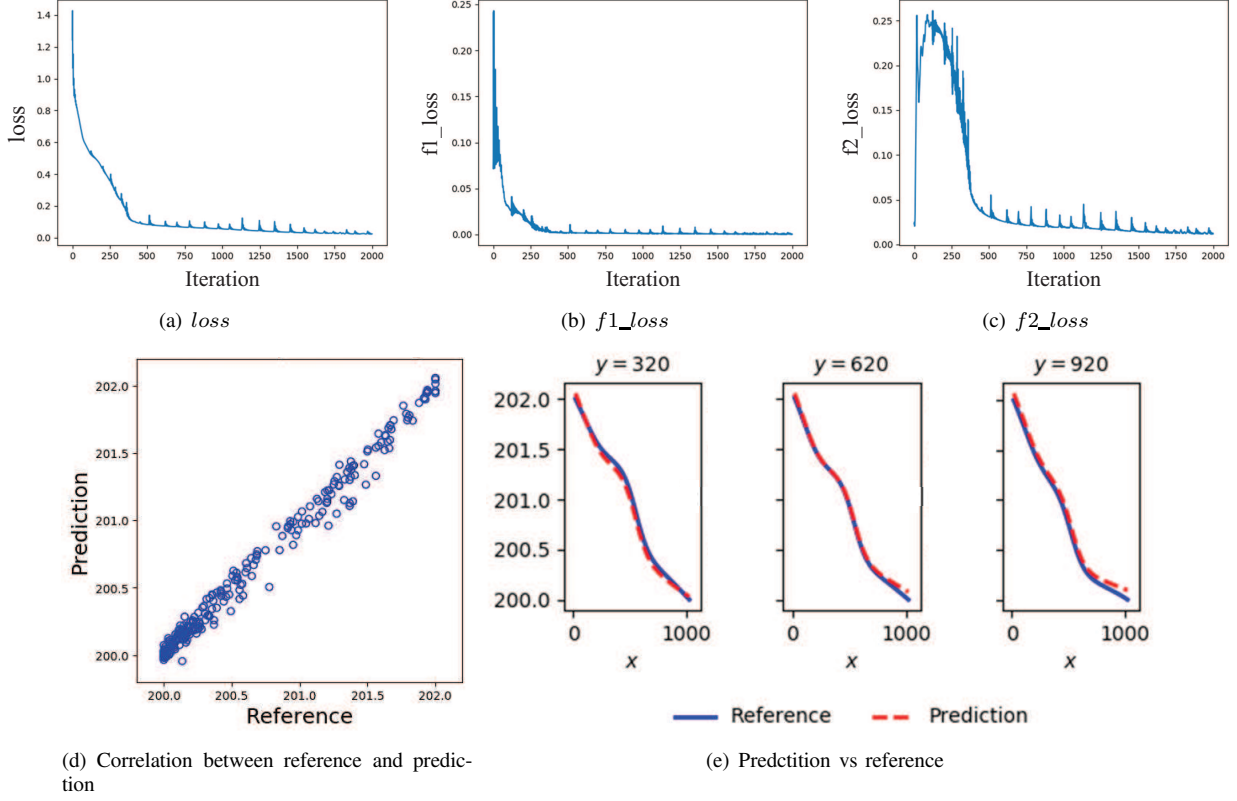 1.4
1.2
1.0
0.8
0.6
0.4
0.2
0.0
loss
0 250 500 750 1000 1250 1500 1750 2000
Iteration
(a) loss
0.25
0.20
0.15
0.10
0.05
0.00
f1_loss
0 250 500 750 1000 1250 1500 1750 2000
Iteration
(b) f1_loss
0.25
0.20
0.15
0.10
0.05
0.00
f2_loss
0 250 500 750 1000 1250 1500 1750 2000
Iteration
(c) f2_loss
202.0
201.5
201.0
200.5
200.0
Prediction
200.0 200.5 201.0 201.5 202.0
Reference
(d) Correlation between reference and predic-
tion
y = 320 y = 620 y = 920
202.0
201.5
201.0
200.5
200.0
0 1000 0 1000 0 1000
x x x
Reference Prediction
(e) Predctition vs reference